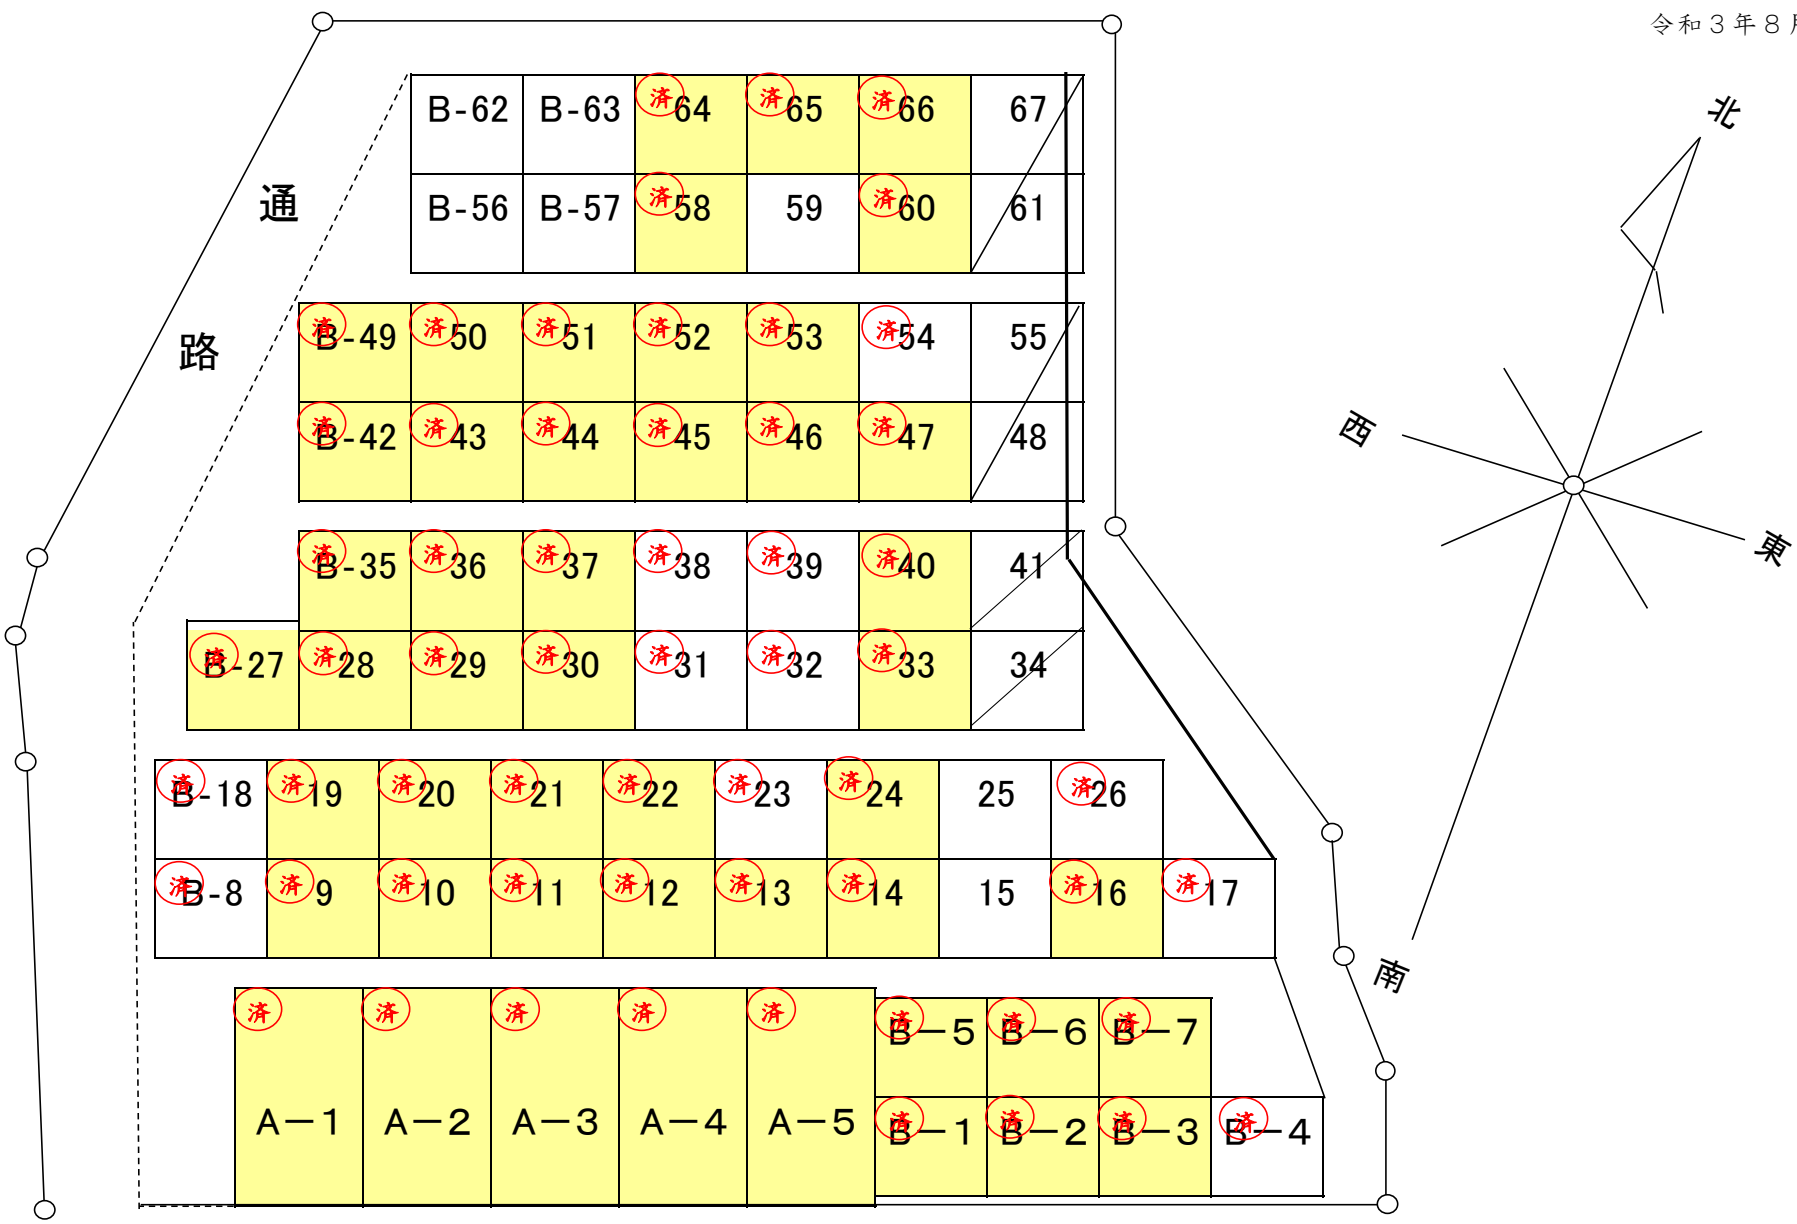 令和３年８月
北
B-62 B-63 済64 済65 済66 67
通
B-56 B-57 済58 59 済60 61
路
済B-49 済50 済51 済52 済53 済54 55
済B-42 済43 済44 済45 済46 済47 48
西
東
済B-35 済36 済37 済38 済39 済40 41
済B-27 済28 済29 済30 済31 済32 済33 34
済B-18 済19 済20 済21 済22 済23 済24 25 済26
済B-8 済9 済10 済11 済12 済13 済14 15 済16 済17
南
済 済 済 済 済
済B－5 済B－6 済B－7
A－1 A－2 A－3 A－4 A－5
済B－1 済B－2 済B－3 済B－4